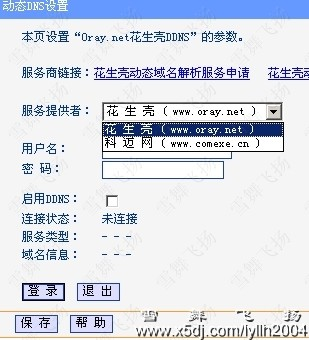 动态DNS设置
本页设置“Oray.net花生壳DDNS”的参数。
服务商链接： 花生壳动态域名解析服务申请 花生壳动
服务提供者： 花 生 壳 （ www.oray.net ）
花 生 壳 （ www.oray.net ）
科 迈 网 （ www.comexe.cn ）
用户名：
密 码：
启用DDNS：
连接状态： 未连接
服务类型： - - -
域名信息： - - -
登 录 退 出
雪 舞 飞 扬
保 存 帮 助
www.x5dj.com/lyllh2004